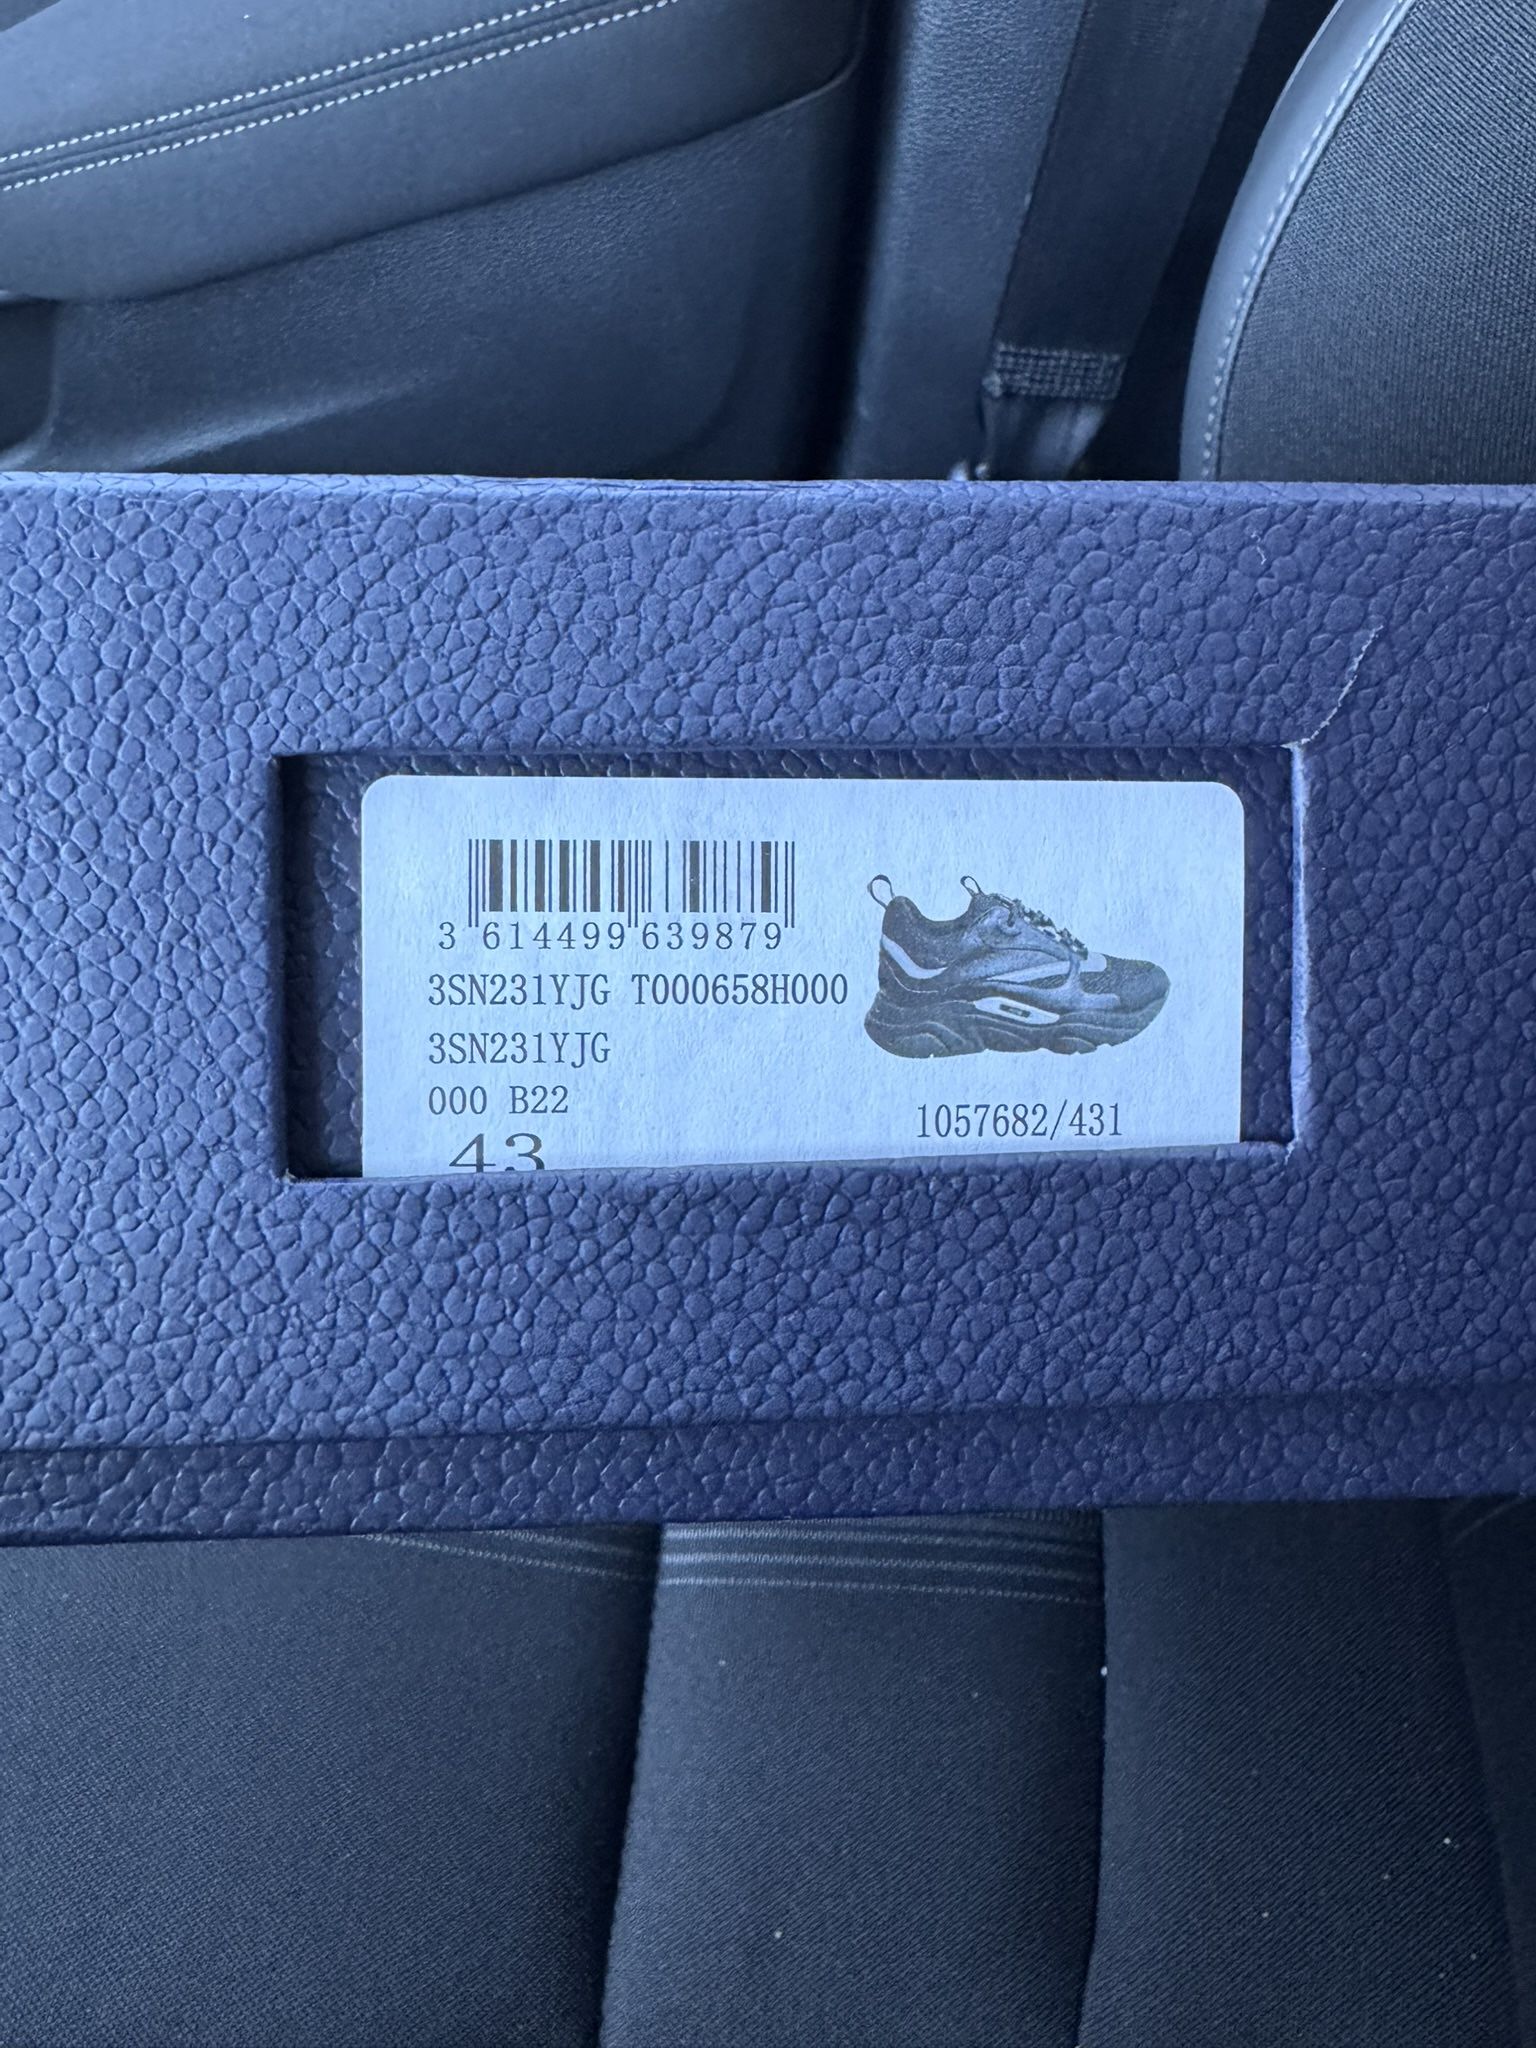 3 614499 639879
3SN231YJG T000658H000
3SN231YJG
000 B22
1057682/431
43